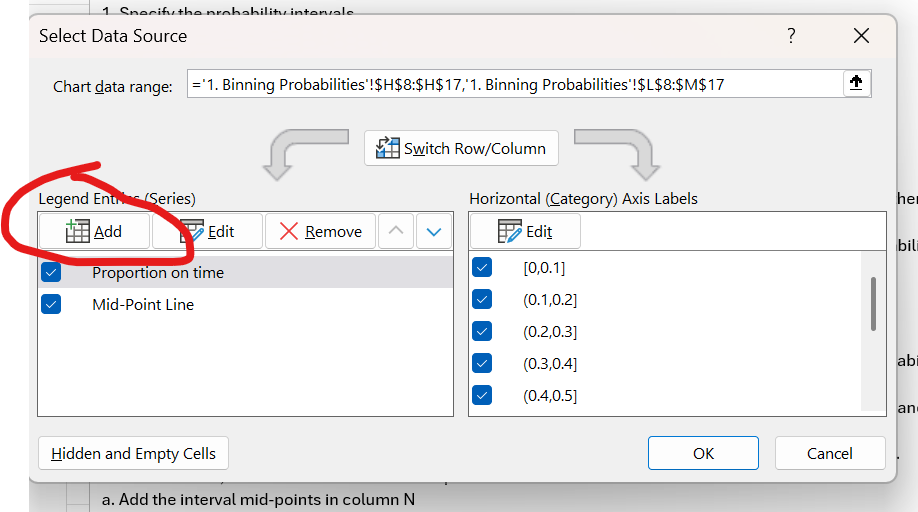 1. Specify the probability intervals
Select Data Source ?
Chart data range: ='1. Binning Probabilities'!$H$8:$H$17,'1. Binning Probabilities'!$L$8:$M$17
Switch Row/Column
Legend Entries (Series)
Horizontal (Category) Axis Labels
Add Edit Remove
Edit
Proportion on time
Mid-Point Line
[0,0.1]
(0.1,0.2]
(0.2,0.3]
(0.3,0.4]
(0.4,0.5]
Hidden and Empty Cells
OK Cancel
a. Add the interval mid-points in column N